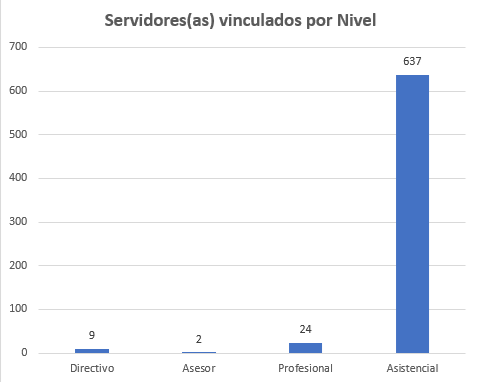 Servidores(as) vinculados por Nivel
700
600
500
400
300
200
100
0
9
2
24
637
Directivo
Asesor
Profesional
Asistencial